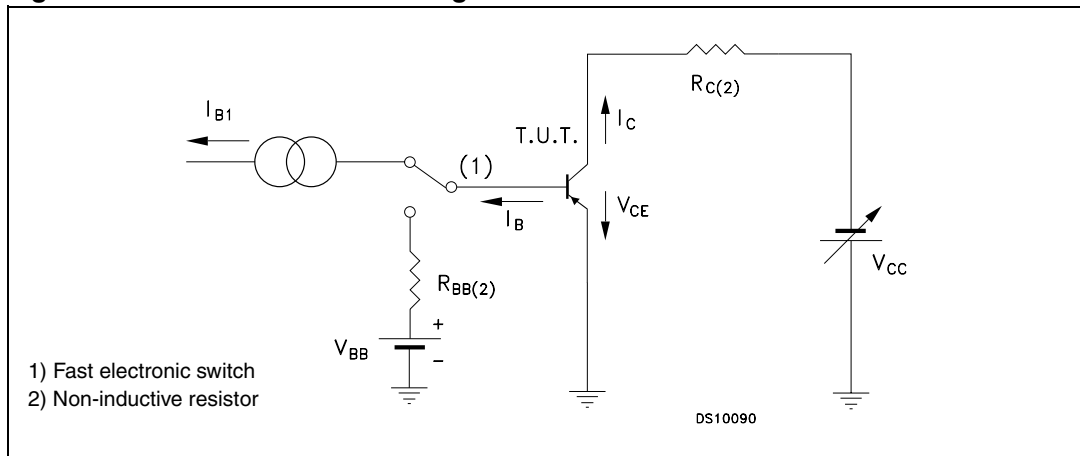 I_B1
T.U.T.
I_C
R_C(2)
(1)
I_B
V_CE
V_CC
R_BB(2)
V_BB
+
–
1) Fast electronic switch
2) Non-inductive resistor
DS10090